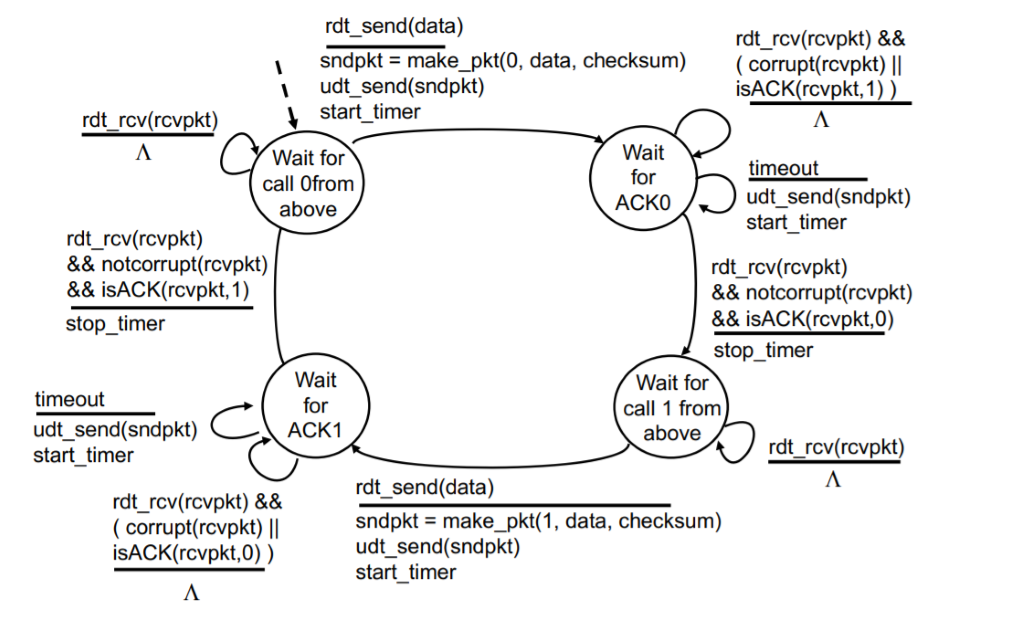 rdt_send(data)
sndpkt = make_pkt(0, data, checksum)
udt_send(sndpkt)
start_timer
rdt_rcv(rcvpkt) &&
( corrupt(rcvpkt) ||
isACK(rcvpkt,1) )
Λ
rdt_rcv(rcvpkt)
Λ
Wait for
call 0from
above
Wait
for
ACK0
timeout
udt_send(sndpkt)
start_timer
rdt_rcv(rcvpkt)
&& notcorrupt(rcvpkt)
&& isACK(rcvpkt,1)
stop_timer
rdt_rcv(rcvpkt)
&& notcorrupt(rcvpkt)
&& isACK(rcvpkt,0)
stop_timer
timeout
udt_send(sndpkt)
start_timer
Wait
for
ACK1
Wait for
call 1 from
above
rdt_rcv(rcvpkt)
Λ
rdt_rcv(rcvpkt) &&
( corrupt(rcvpkt) ||
isACK(rcvpkt,0) )
Λ
rdt_send(data)
sndpkt = make_pkt(1, data, checksum)
udt_send(sndpkt)
start_timer